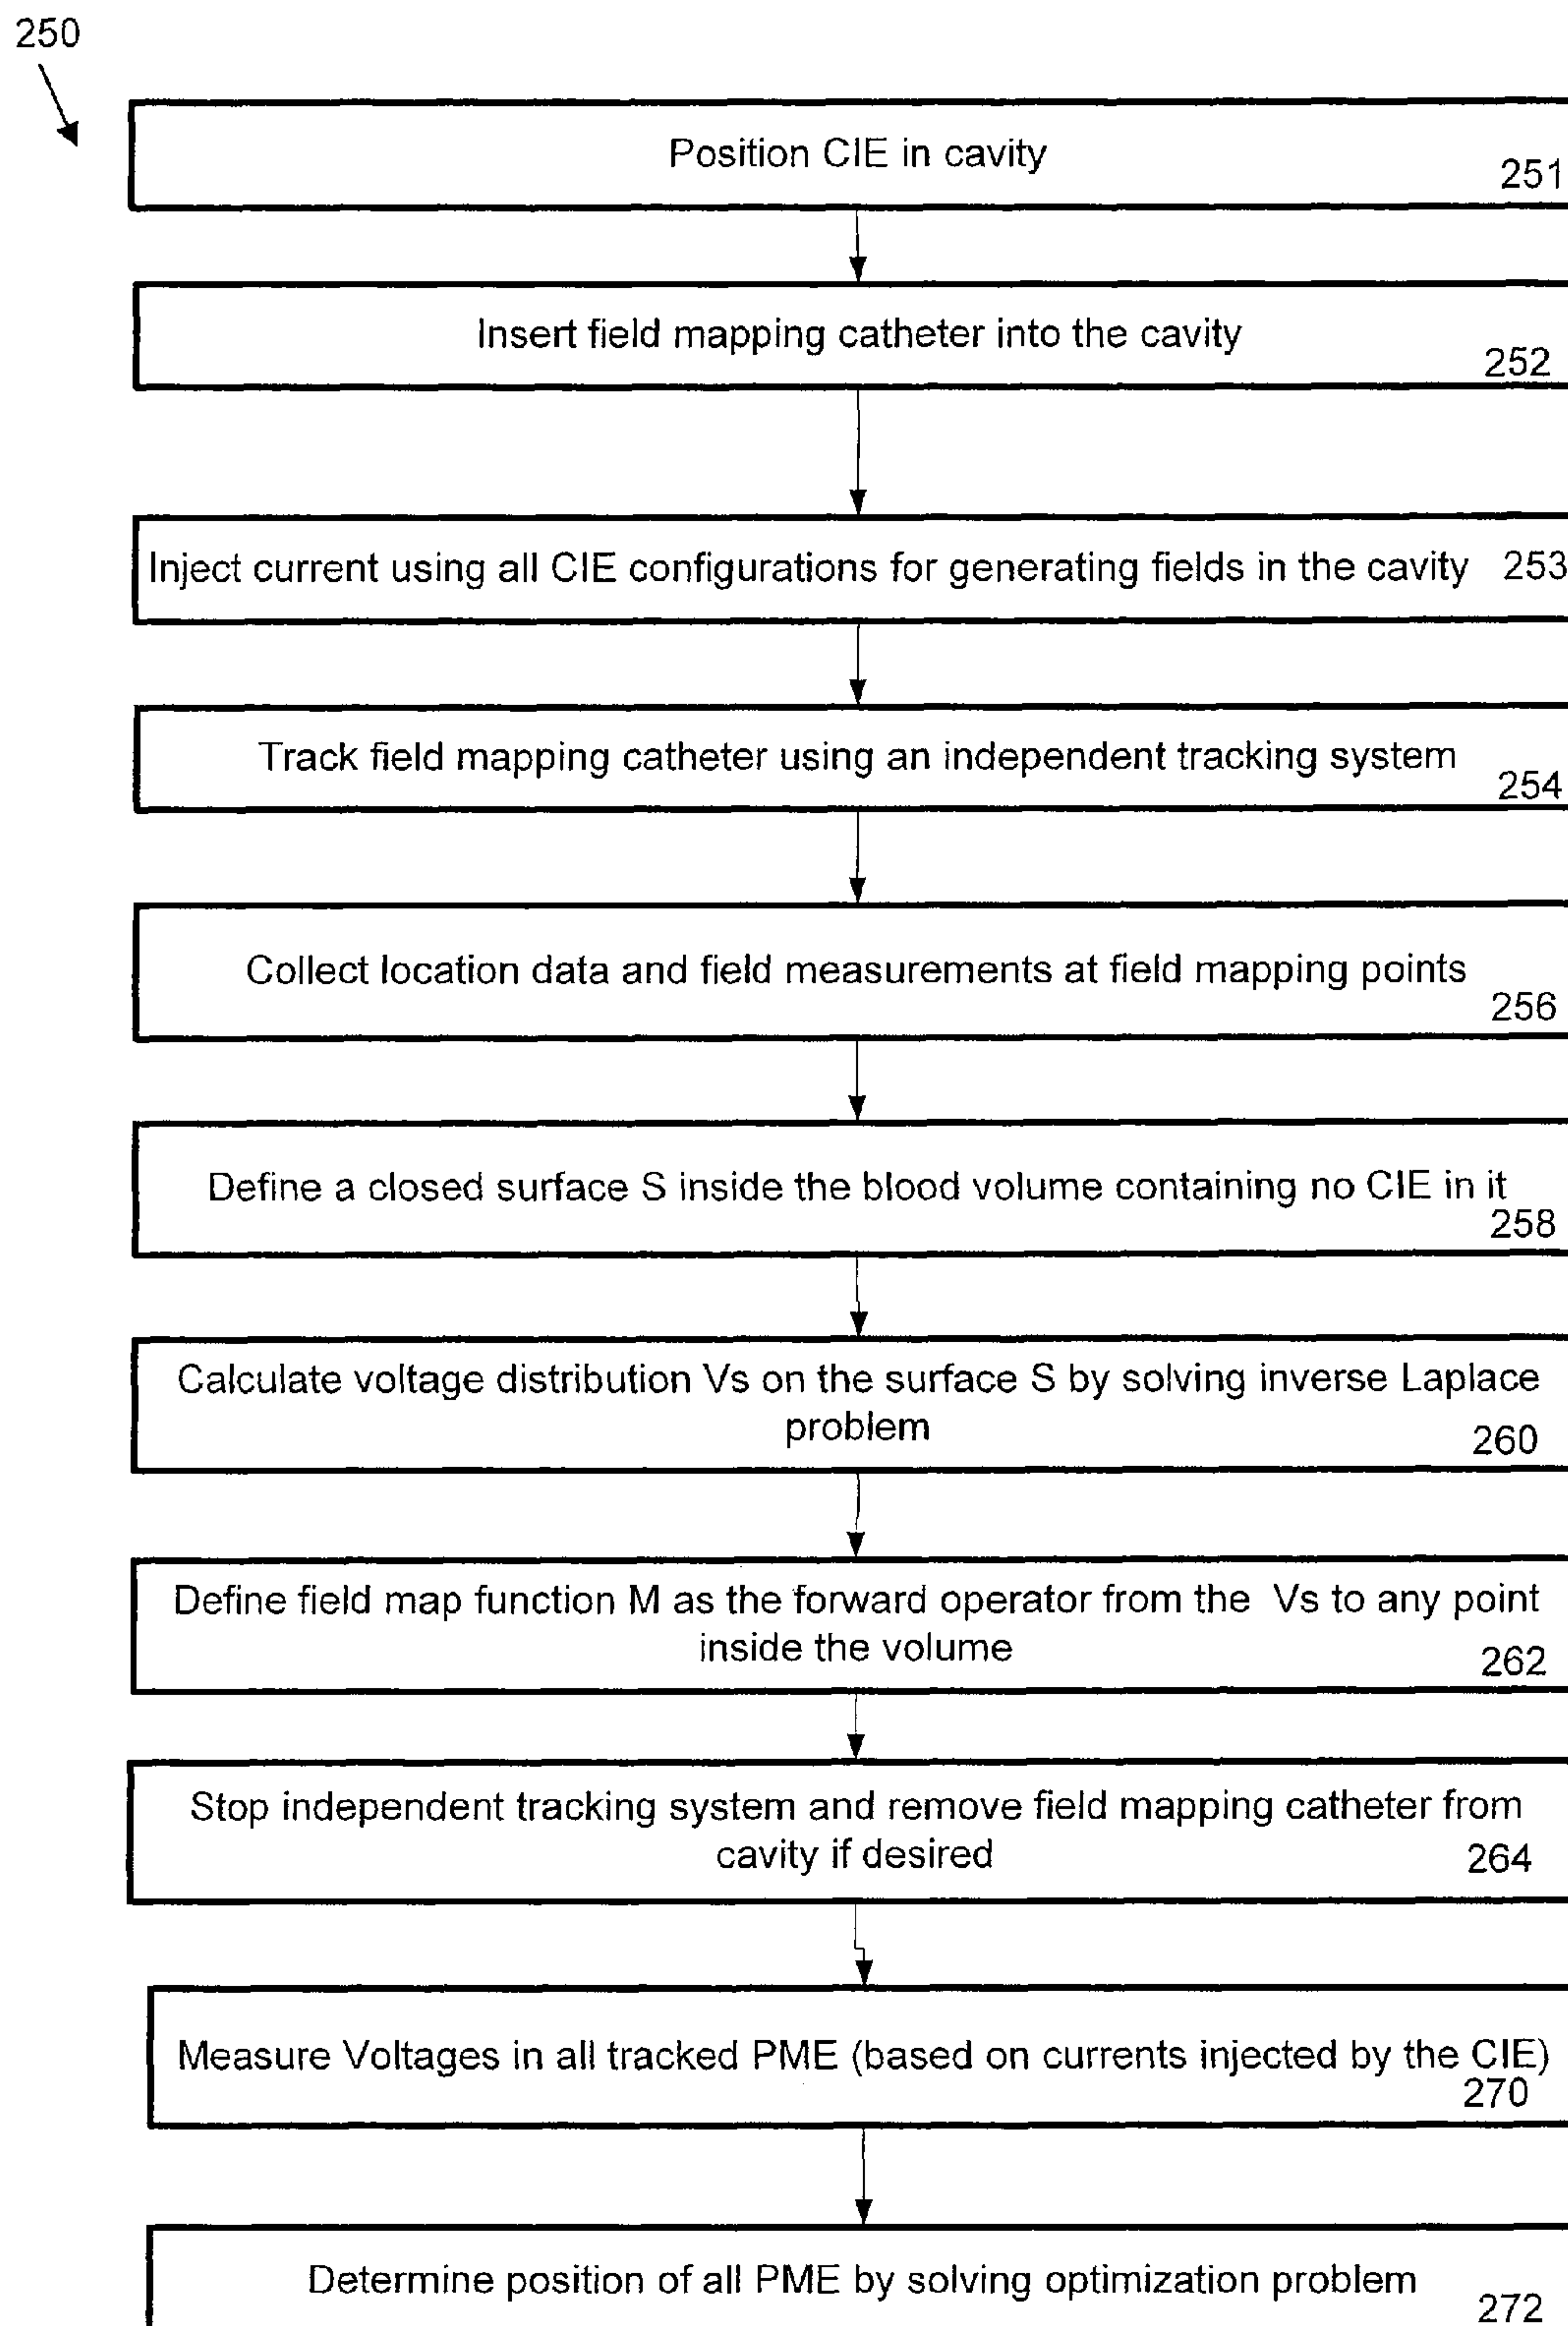 250
Position CIE in cavity
251
Insert field mapping catheter into the cavity
252
Inject current using all CIE configurations for generating fields in the cavity 253
Track field mapping catheter using an independent tracking system
254
Collect location data and field measurements at field mapping points
256
Define a closed surface S inside the blood volume containing no CIE in it
258
Calculate voltage distribution Vs on the surface S by solving inverse Laplace
problem
260
Define field map function M as the forward operator from the Vs to any point
inside the volume
262
Stop independent tracking system and remove field mapping catheter from
cavity if desired
264
Measure Voltages in all tracked PME (based on currents injected by the CIE)
270
Determine position of all PME by solving optimization problem
272